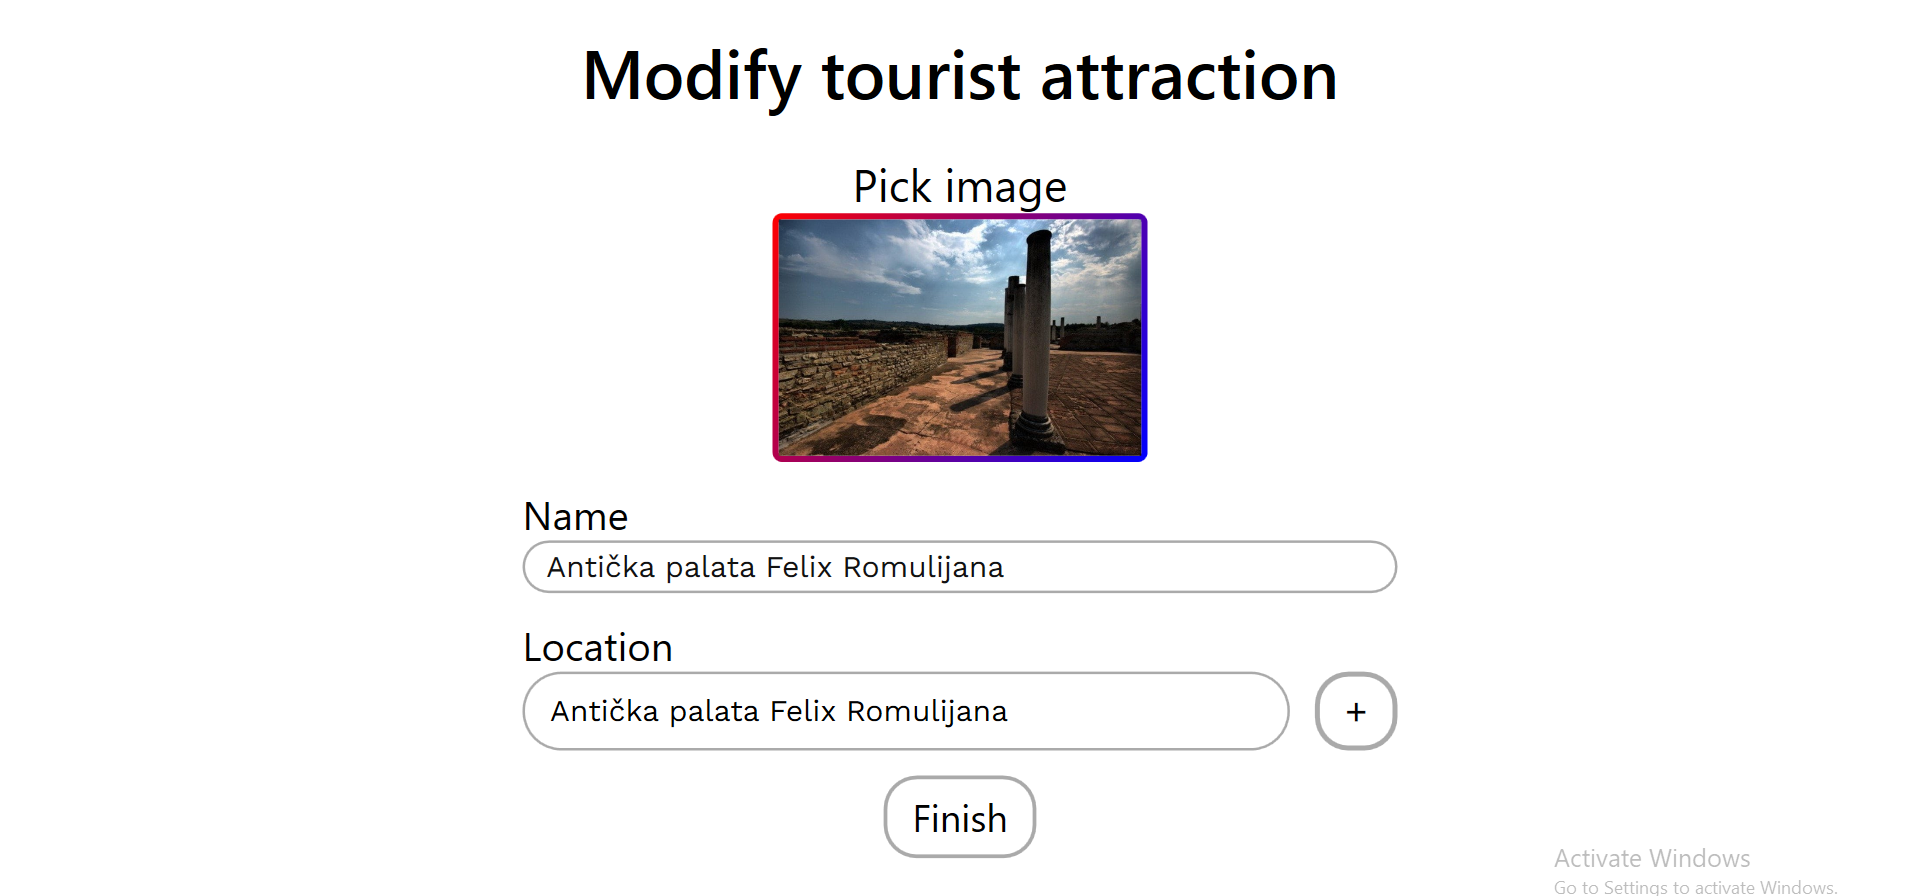 Modify tourist attraction
Pick image
Name
Antička palata Felix Romulijana
Location
Antička palata Felix Romulijana
+
Finish
Activate Windows
Go to Settings to activate Windows.